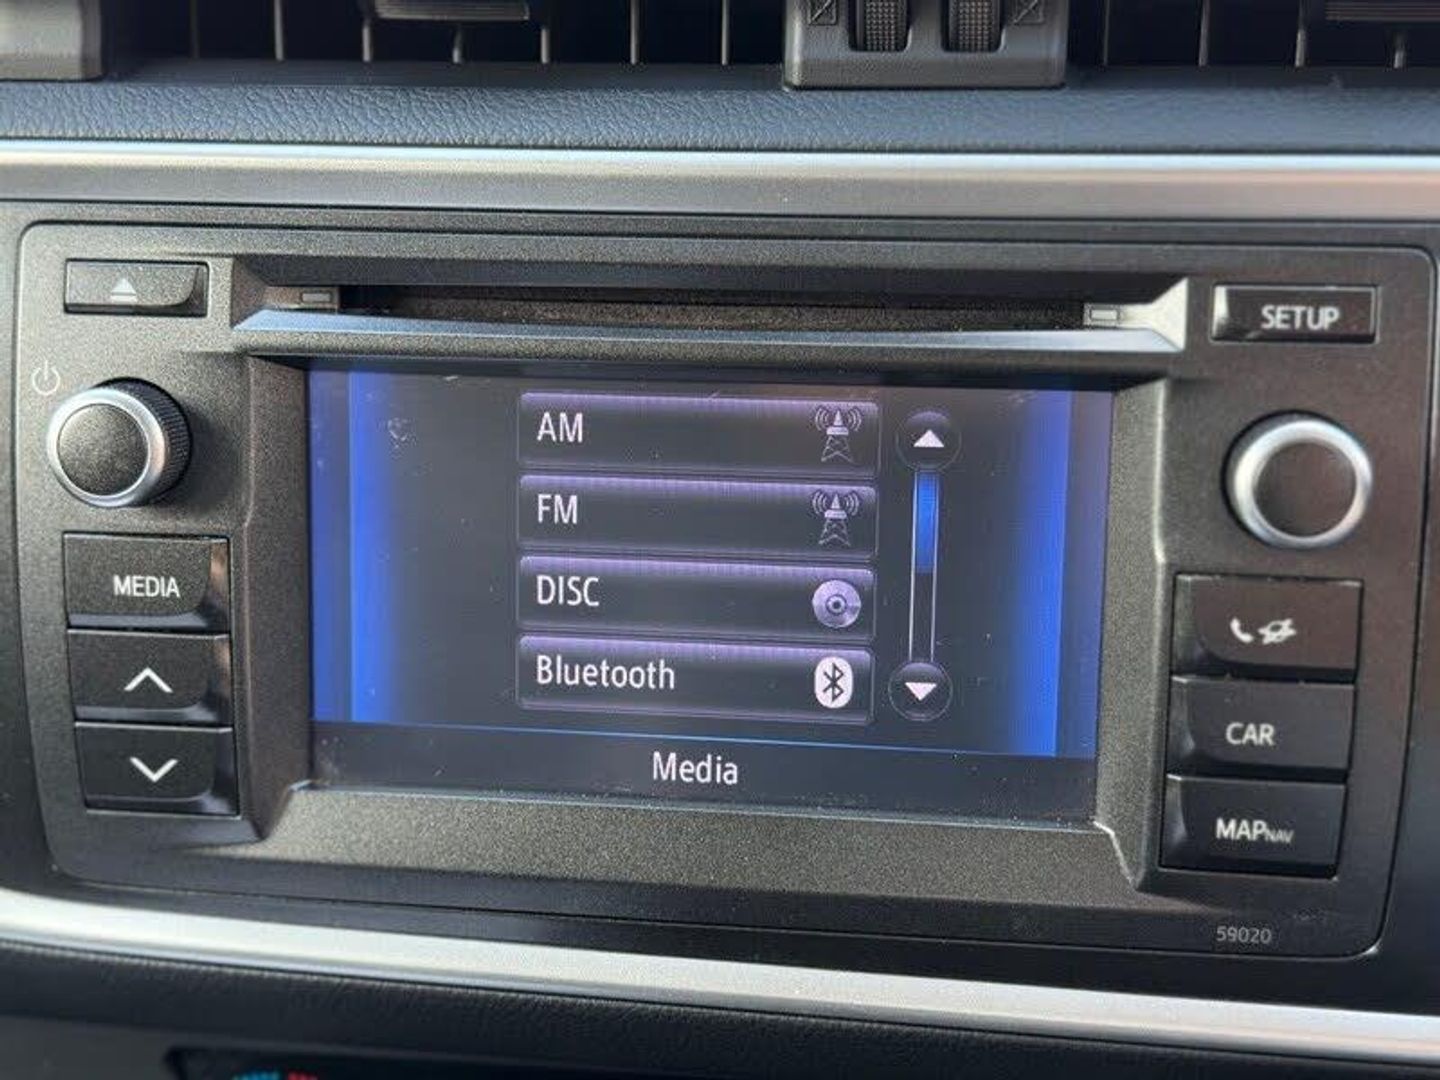 SETUP
AM
FM
DISC
Bluetooth
Media
MEDIA
CAR
MAPNAV
59020